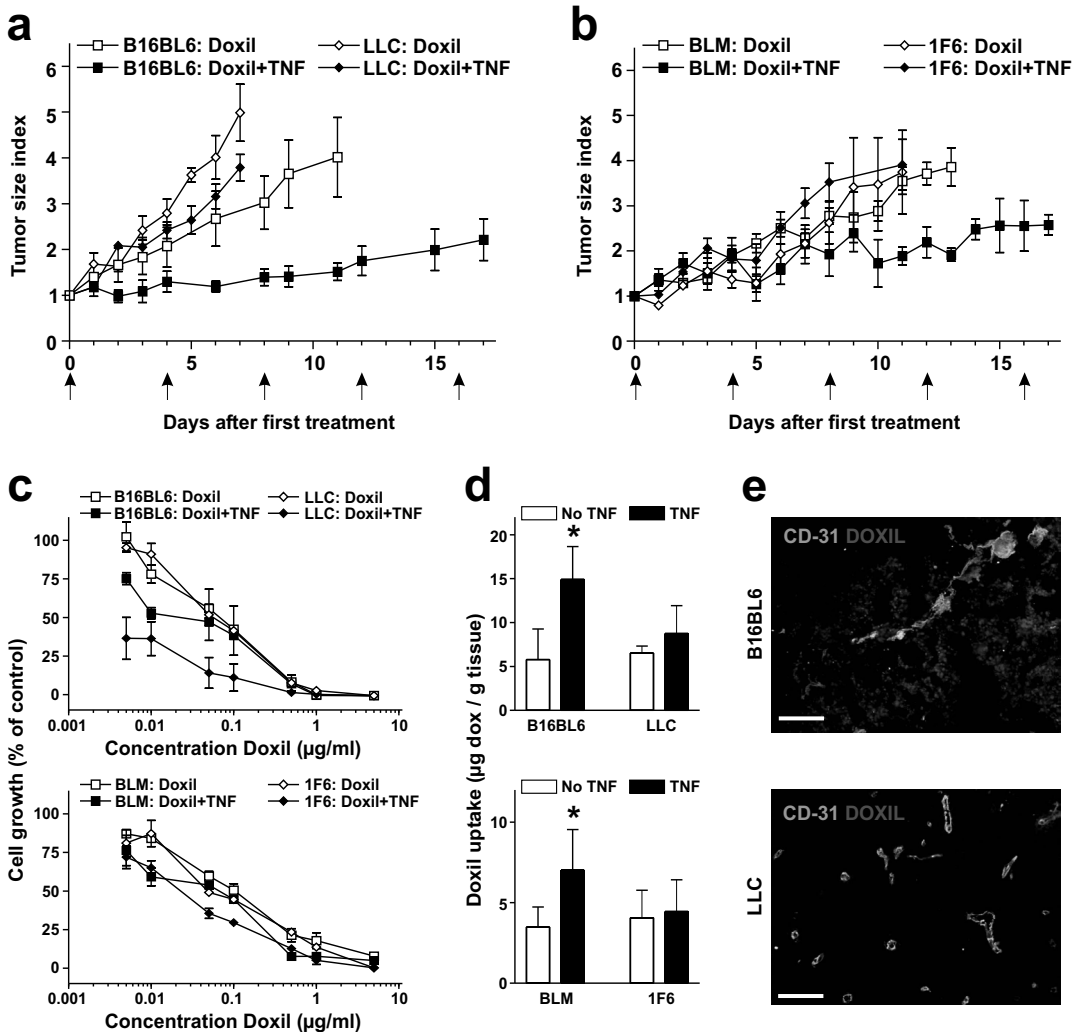 a
B16BL6: Doxil
LLC: Doxil
B16BL6: Doxil+TNF
LLC: Doxil+TNF
Tumor size index
6
5
4
3
2
1
0
0
5
10
15
Days after first treatment
b
BLM: Doxil
1F6: Doxil
BLM: Doxil+TNF
1F6: Doxil+TNF
Tumor size index
6
5
4
3
2
1
0
0
5
10
15
Days after first treatment
c
B16BL6: Doxil
LLC: Doxil
B16BL6: Doxil+TNF
LLC: Doxil+TNF
Cell growth (% of control)
100
75
50
25
0
0.001
0.01
0.1
1
10
Concentration Doxil (µg/ml)
BLM: Doxil
1F6: Doxil
BLM: Doxil+TNF
1F6: Doxil+TNF
100
75
50
25
0
0.001
0.01
0.1
1
10
Concentration Doxil (µg/ml)
d
No TNF
TNF
Doxil uptake (µg dox / g tissue)
20
15
10
5
0
*
B16BL6
LLC
No TNF
TNF
10
5
0
*
BLM
1F6
e
CD-31 DOXIL
B16BL6
CD-31 DOXIL
LLC